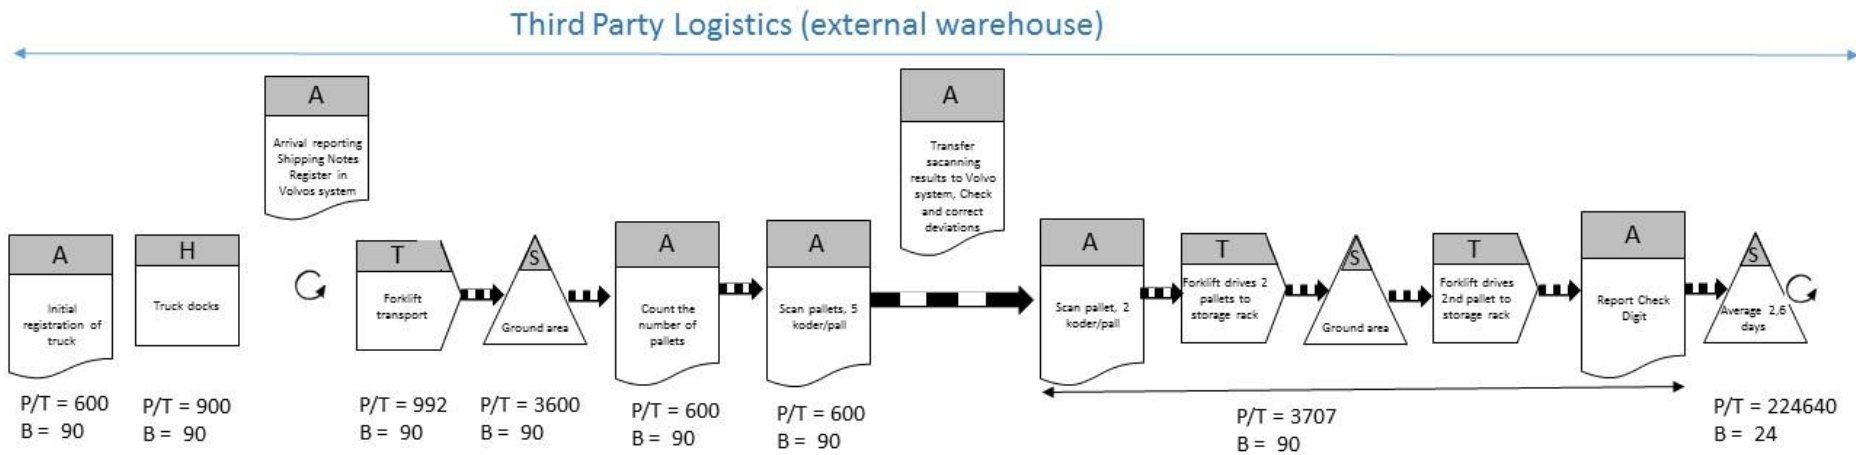 Third Party Logistics (external warehouse)
A
Arrival reporting
Shipping Notes
Register in
Volvos system
A
Transfer
sacanning
results to Volvo
system, Check
and correct
deviations
A
Initial
registration of
truck
P/T = 600
B = 90
H
Truck docks
P/T = 900
B = 90
T
Forklift
transport
P/T = 992
B = 90
S
Ground area
P/T = 3600
B = 90
A
Count the
number of
pallets
P/T = 600
B = 90
A
Scan pallets, 5
koder/pall
P/T = 600
B = 90
A
Scan pallet, 2
koder/pall
T
Forklift drives 2
pallets to
storage rack
S
Ground area
T
Forklift drives
2nd pallet to
storage rack
A
Report Check
Digit
P/T = 3707
B = 90
S
Average 2,6
days
P/T = 224640
B = 24